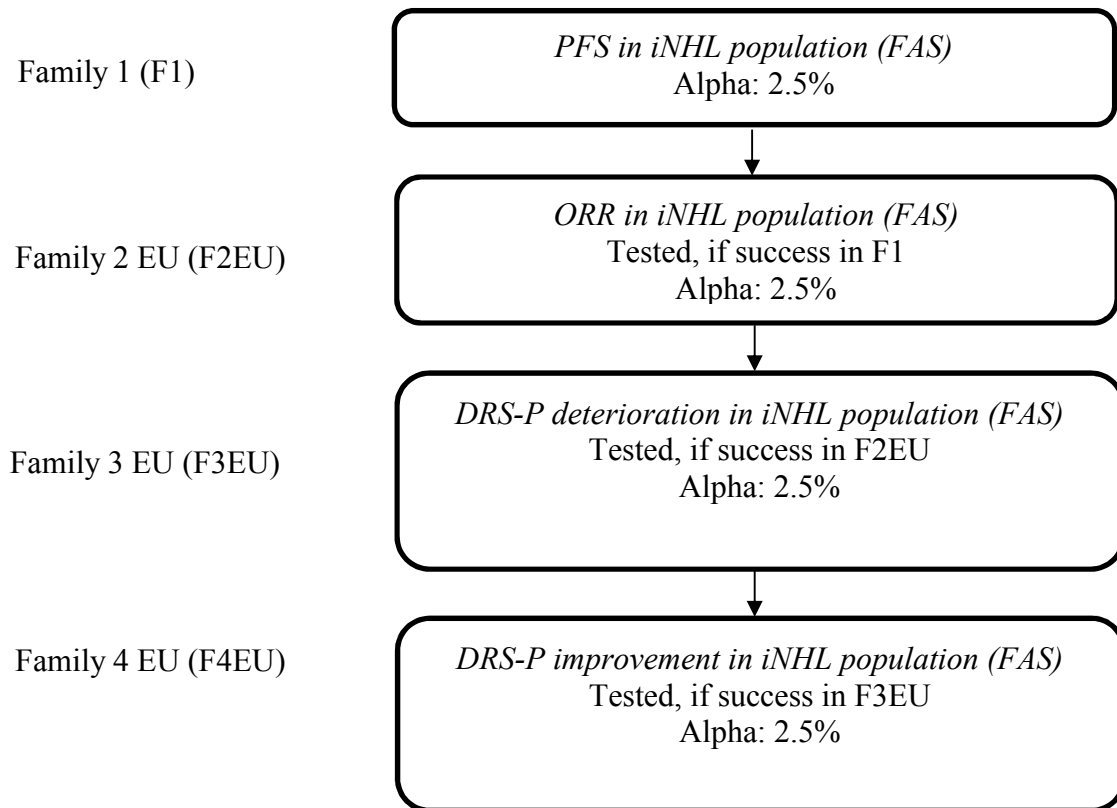 Family 1 (F1)
PFS in iNHL population (FAS)
Alpha: 2.5%
Family 2 EU (F2EU)
ORR in iNHL population (FAS)
Tested, if success in F1
Alpha: 2.5%
Family 3 EU (F3EU)
DRS-P deterioration in iNHL population (FAS)
Tested, if success in F2EU
Alpha: 2.5%
Family 4 EU (F4EU)
DRS-P improvement in iNHL population (FAS)
Tested, if success in F3EU
Alpha: 2.5%